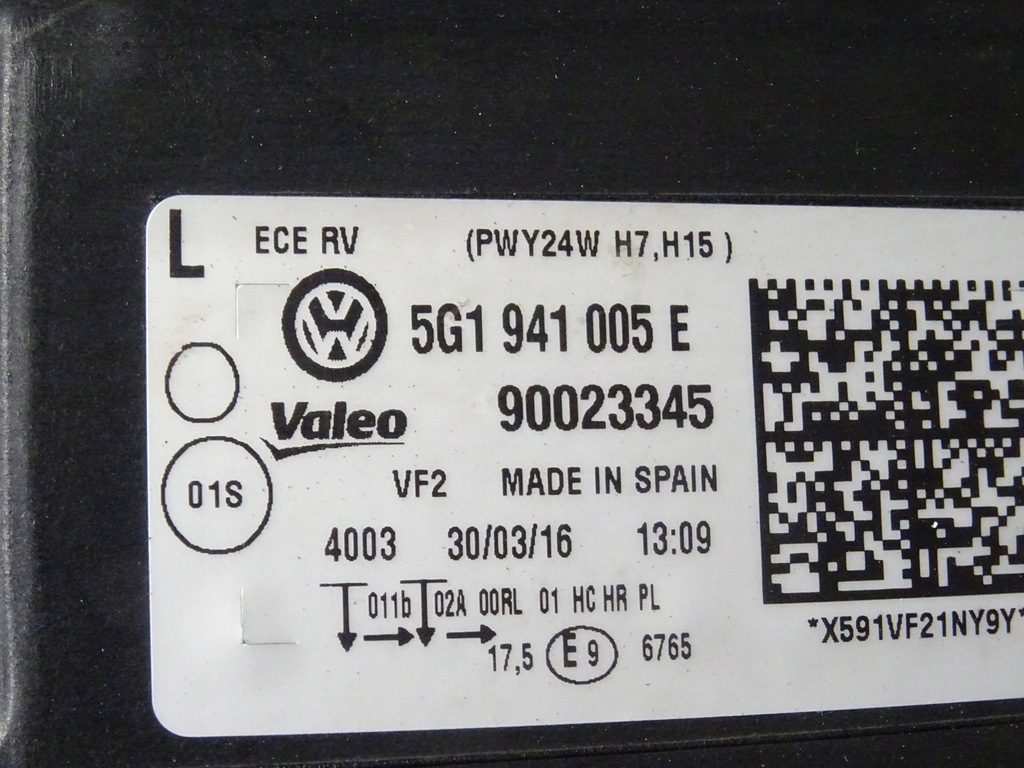 L ECE RV (PWY24W H7,H15 )
5G1 941 005 E
Valeo 90023345
01S VF2 MADE IN SPAIN
4003 30/03/16 13:09
011b 02A 00RL 01 HC HR PL
17,5 E 9 6765
*X591VF21NY9Y*